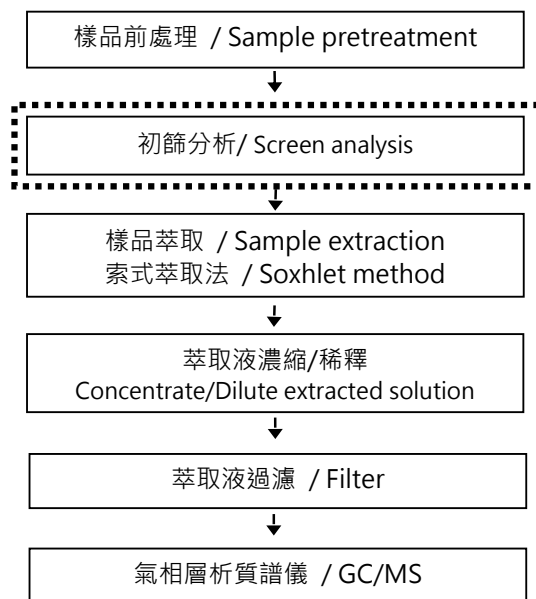 樣品前處理 / Sample pretreatment
初篩分析/ Screen analysis
樣品萃取 / Sample extraction
索式萃取法 / Soxhlet method
萃取液濃縮/稀釋
Concentrate/Dilute extracted solution
萃取液過濾 / Filter
氣相層析質譜儀 / GC/MS